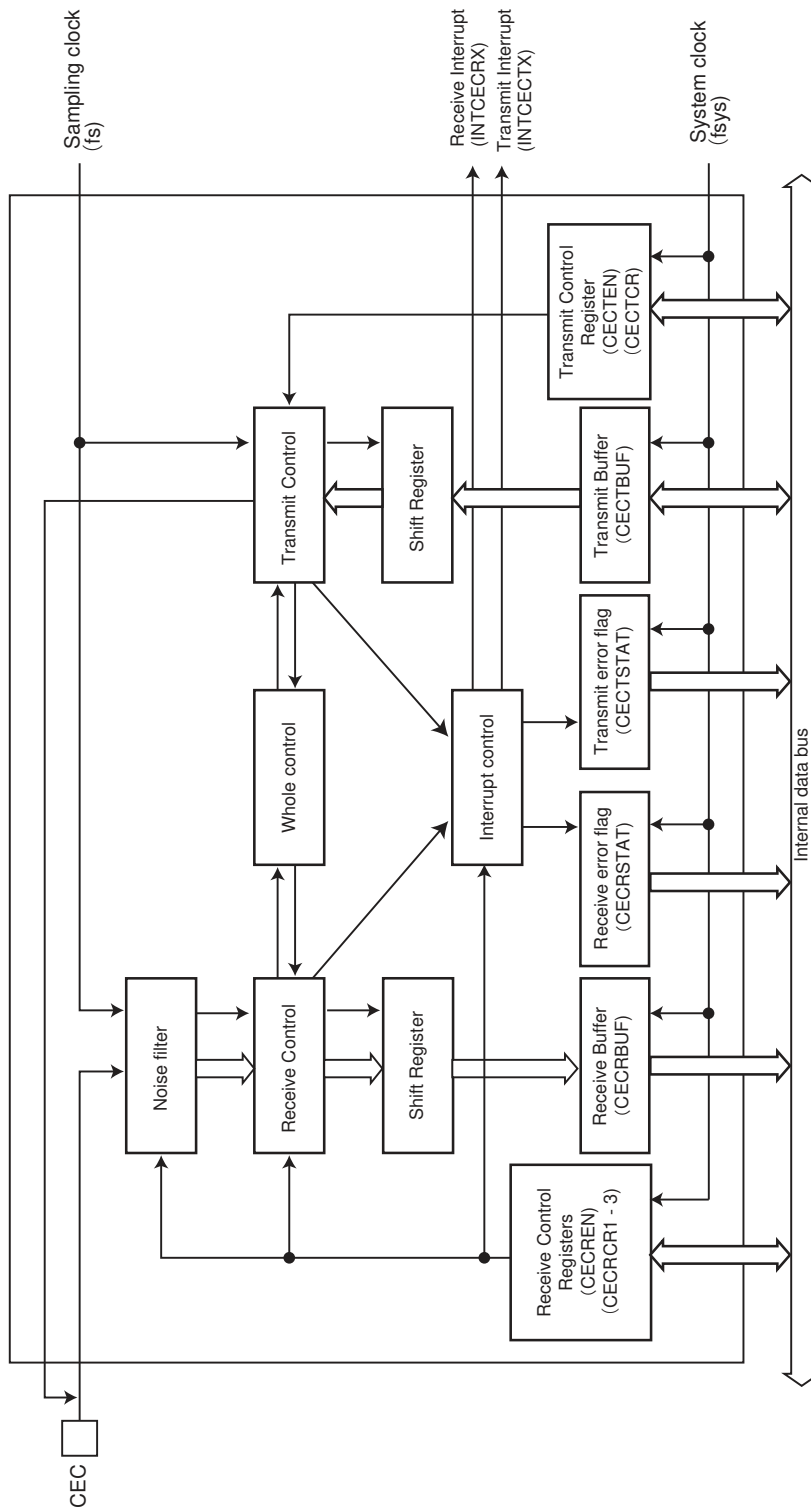 CEC
Sampling clock
(fs)
Noise filter
Receive Control
Whole control
Transmit Control
Shift Register
Shift Register
Interrupt control
Receive Interrupt
(INTCECRX)
Transmit Interrupt
(INTCECTX)
Receive Control
Registers
(CECREN)
(CECRCR1 - 3)
Receive Buffer
(CECRBUF)
Receive error flag
(CECRSTAT)
Transmit error flag
(CECTSTAT)
Transmit Buffer
(CECTBUF)
Transmit Control
Register
(CECTEN)
(CECTCR)
System clock
(fsys)
Internal data bus